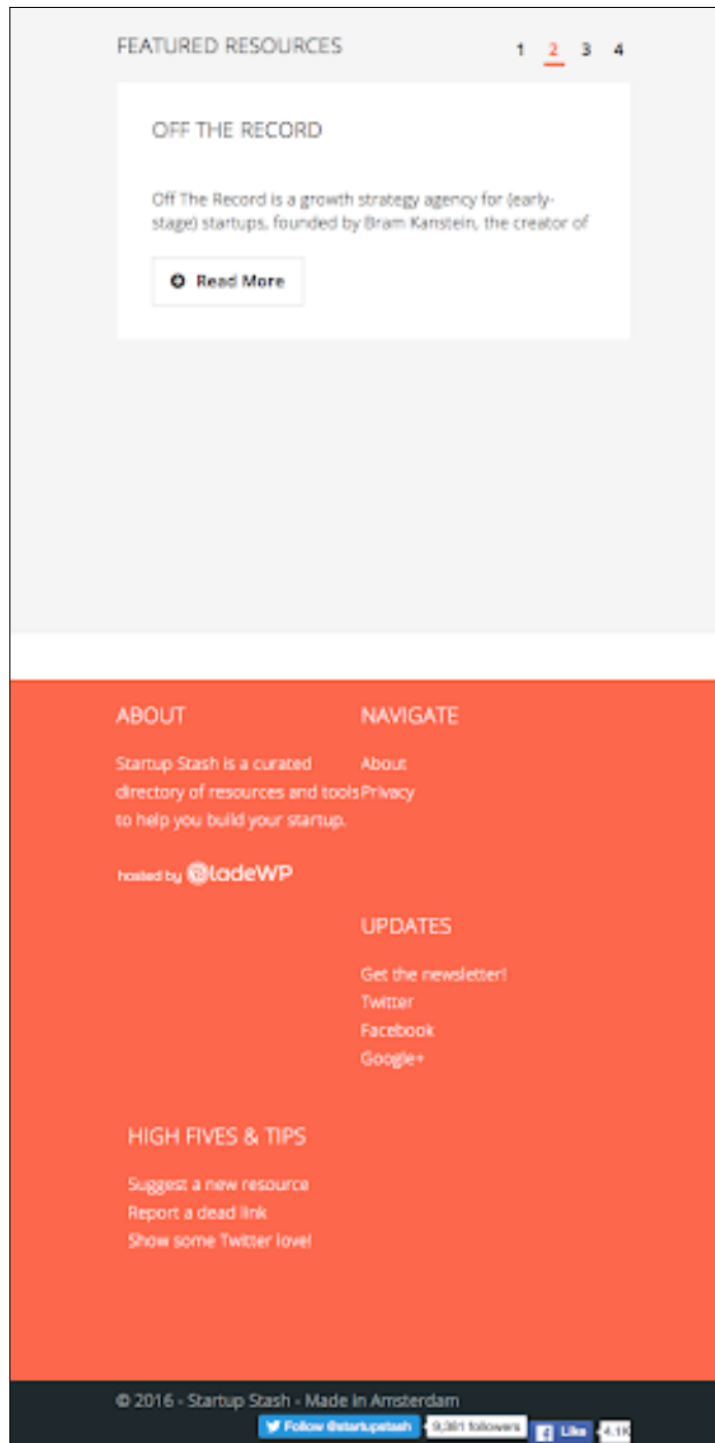 FEATURED RESOURCES
1 2 3 4
OFF THE RECORD
Off The Record is a growth strategy agency for (early-
stage) startups, founded by Bram Kanstein, the creator of
Read More
ABOUT
Startup Stash is a curated
directory of resources and tools
to help you build your startup.
hosted by BladeWP
NAVIGATE
About
Privacy
UPDATES
Get the newsletter!
Twitter
Facebook
Google+
HIGH FIVES & TIPS
Suggest a new resource
Report a dead link
Show some Twitter love!
© 2016 - Startup Stash - Made in Amsterdam
Follow @startupstash 9,381 followers Like 4.1K